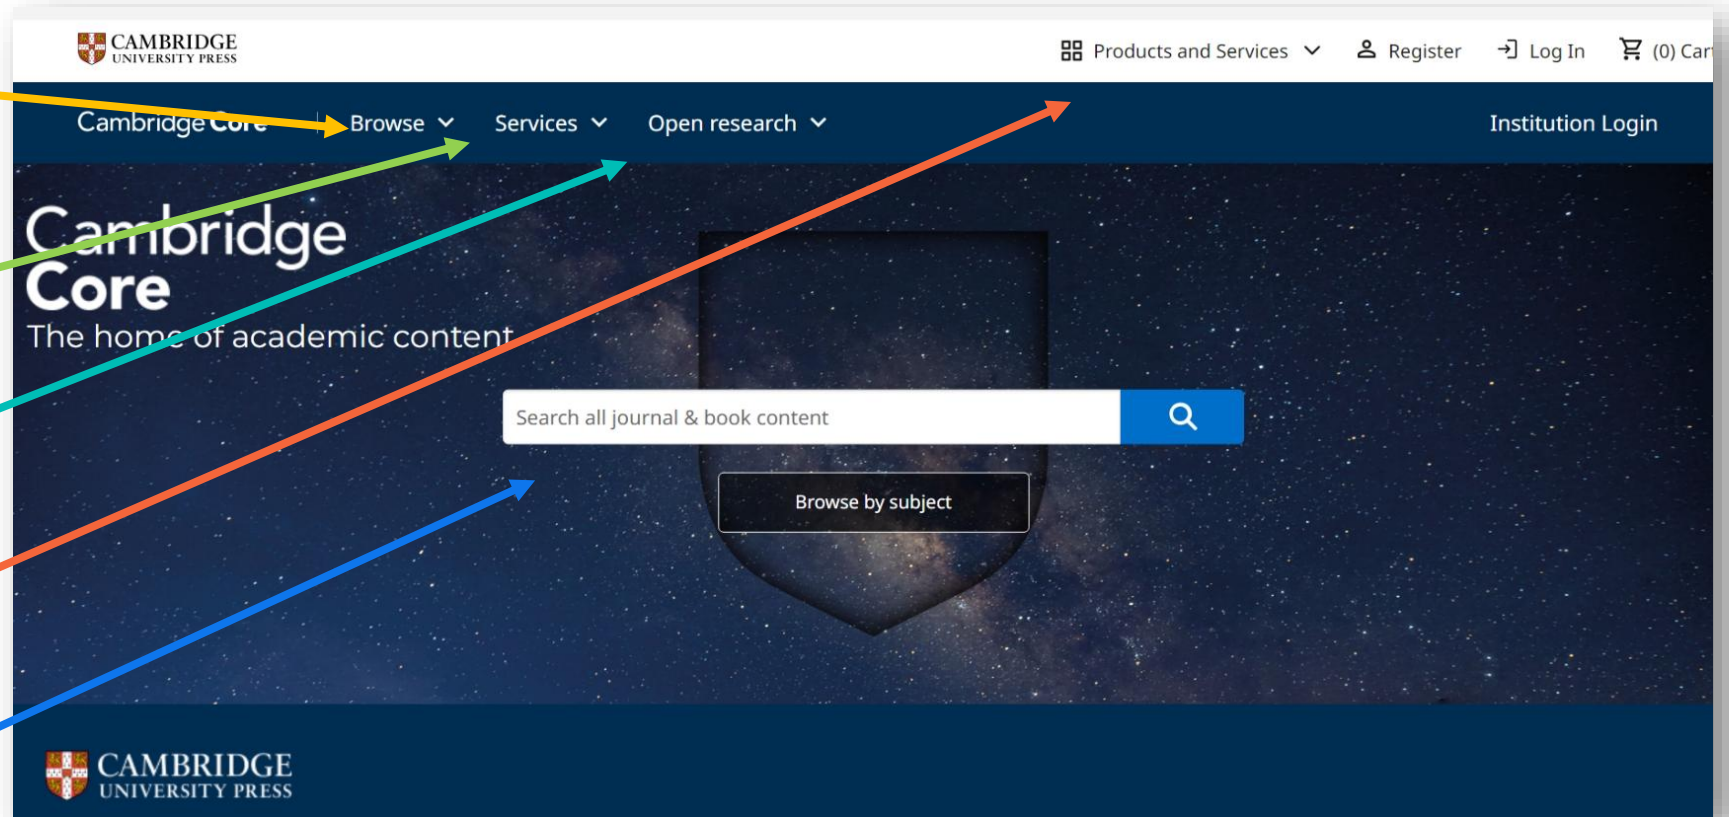 CAMBRIDGE
UNIVERSITY PRESS
Products and Services Register Log In (0) Cart
Cambridge Core Browse Services Open research Institution Login
Cambridge
Core
The home of academic content
Search all journal & book content
Browse by subject
CAMBRIDGE
UNIVERSITY PRESS